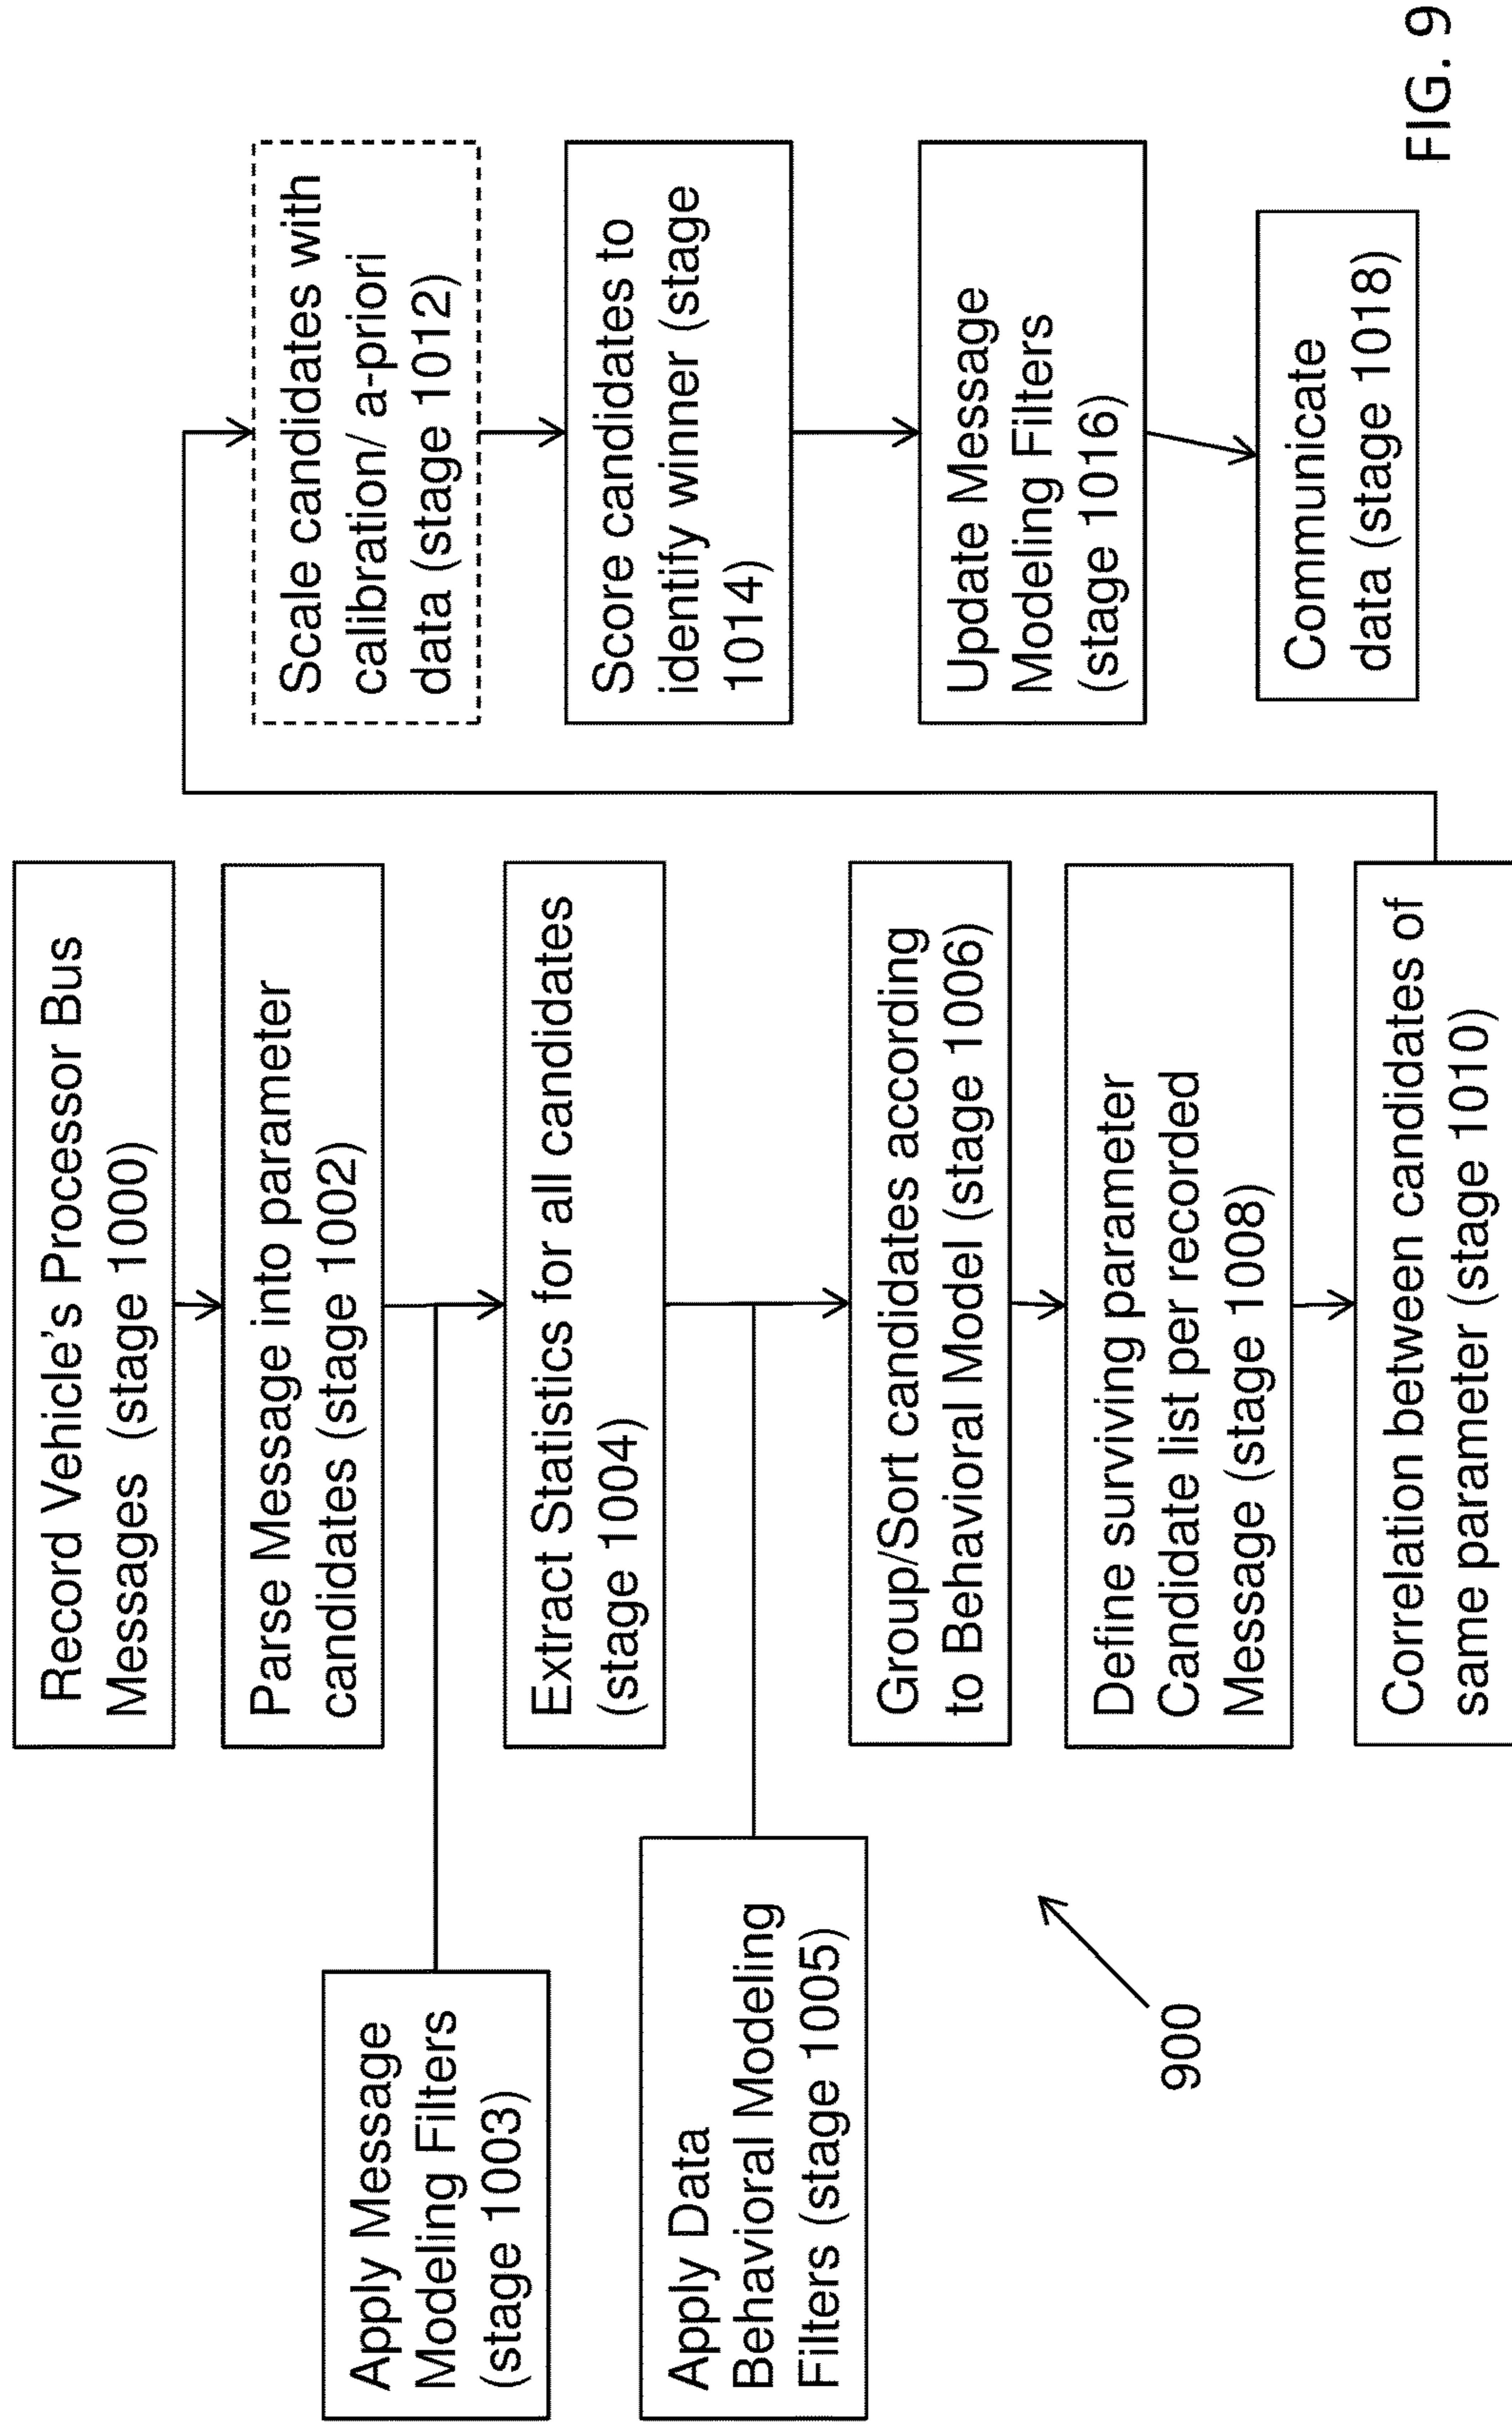 Record Vehicle's Processor Bus
Messages (stage 1000)
Parse Message into parameter
candidates (stage 1002)
Apply Message
Modeling Filters
(stage 1003)
Extract Statistics for all candidates
(stage 1004)
Apply Data
Behavioral Modeling
Filters (stage 1005)
Group/Sort candidates according
to Behavioral Model (stage 1006)
Define surviving parameter
Candidate list per recorded
Message (stage 1008)
Correlation between candidates of
same parameter (stage 1010)
Scale candidates with
calibration/ a-priori
data (stage 1012)
Score candidates to
identify winner (stage
1014)
Update Message
Modeling Filters
(stage 1016)
Communicate
data (stage 1018)
900
FIG. 9